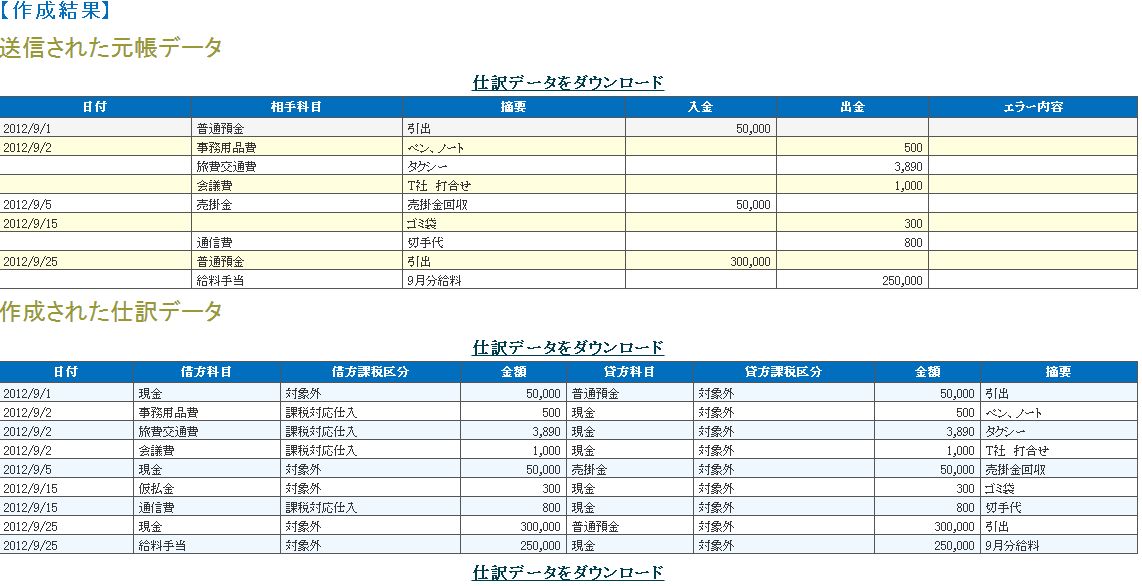 【作成結果】
送信された元帳データ
仕訳データをダウンロード
日付 相手科目 摘要 入金 出金 エラー内容
2012/9/1 普通預金 引出 50,000
2012/9/2 事務用品費 ペン、ノート 500
旅費交通費 タクシー 3,890
会議費 T社 打合せ 1,000
2012/9/5 売掛金 売掛金回収 50,000
2012/9/15 ゴミ袋 300
通信費 切手代 800
2012/9/25 普通預金 引出 300,000
給料手当 9月分給料 250,000
作成された仕訳データ
仕訳データをダウンロード
日付 借方科目 借方課税区分 金額 貸方科目 貸方課税区分 金額 摘要
2012/9/1 現金 対象外 50,000 普通預金 対象外 50,000 引出
2012/9/2 事務用品費 課税対応仕入 500 現金 対象外 500 ペン、ノート
2012/9/2 旅費交通費 課税対応仕入 3,890 現金 対象外 3,890 タクシー
2012/9/2 会議費 課税対応仕入 1,000 現金 対象外 1,000 T社 打合せ
2012/9/5 現金 対象外 50,000 売掛金 対象外 50,000 売掛金回収
2012/9/15 仮払金 対象外 300 現金 対象外 300 ゴミ袋
2012/9/15 通信費 課税対応仕入 800 現金 対象外 800 切手代
2012/9/25 現金 対象外 300,000 普通預金 対象外 300,000 引出
2012/9/25 給料手当 対象外 250,000 現金 対象外 250,000 9月分給料
仕訳データをダウンロード